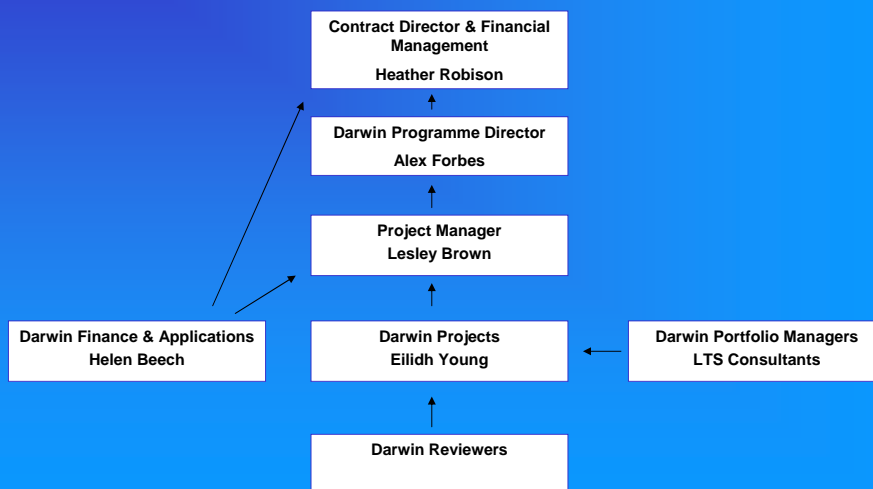 Contract Director & Financial
Management
Heather Robison
Darwin Programme Director
Alex Forbes
Project Manager
Lesley Brown
Darwin Finance & Applications
Helen Beech
Darwin Projects
Eilidh Young
Darwin Portfolio Managers
LTS Consultants
Darwin Reviewers